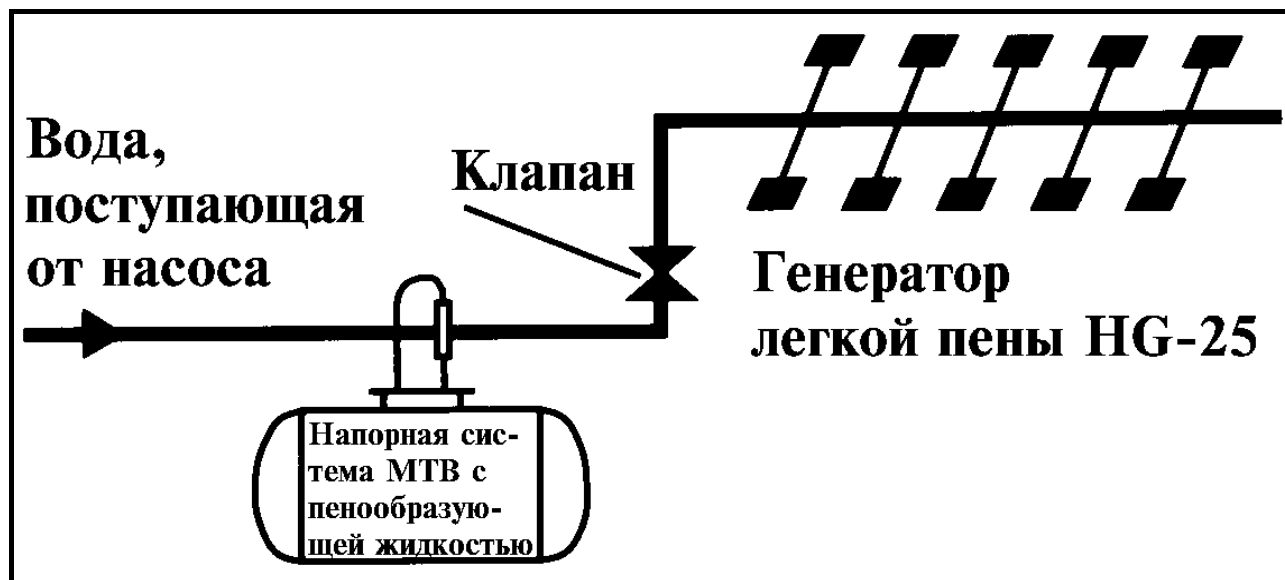 Вода,
поступающая
от насоса
Клапан
Генератор
легкой пены HG-25
Напорная сис-
тема МТВ с
пенообразую-
щей жидкостью